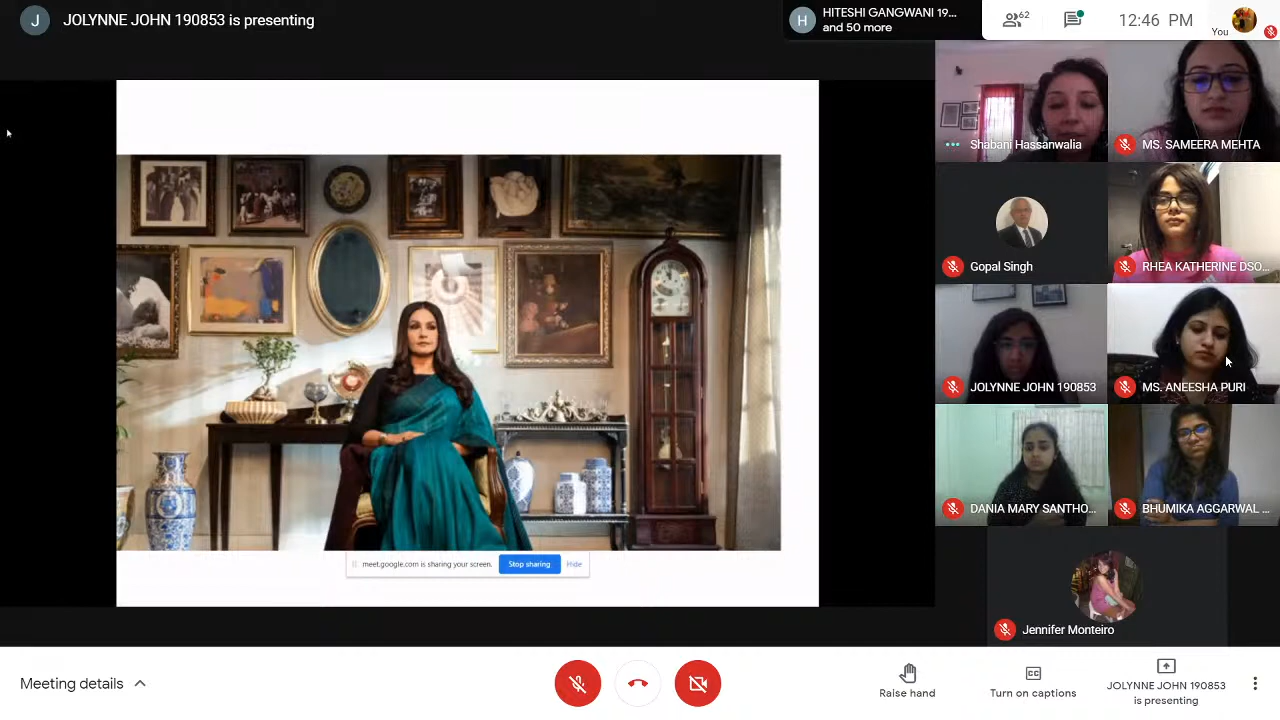 J
JOLYNNE JOHN 190853 is presenting
H
HITESHI GANGWANI 19...
and 50 more
62
12:46 PM
You
Shabani Hassanwalia
MS. SAMEERA MEHTA
Gopal Singh
RHEA KATHERINE DSO...
JOLYNNE JOHN 190853
MS. ANEESHA PURI
DANIA MARY SANTHO...
BHUMIKA AGGARWAL ...
Jennifer Monteiro
meet.google.com is sharing your screen.
Stop sharing
Hide
Meeting details
Raise hand
CC
Turn on captions
JOLYNNE JOHN 190853
is presenting